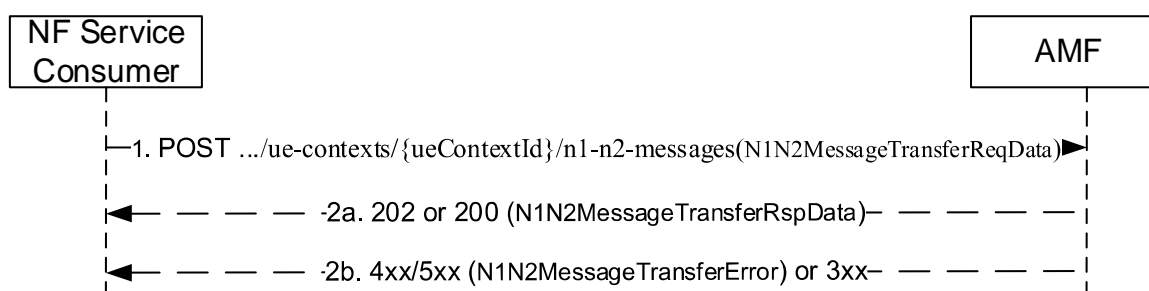 NF Service
Consumer
AMF
1. POST .../ue-contexts/{ueContextId}/n1-n2-messages(N1N2MessageTransferReqData)
2a. 202 or 200 (N1N2MessageTransferRspData)
2b. 4xx/5xx (N1N2MessageTransferError) or 3xx